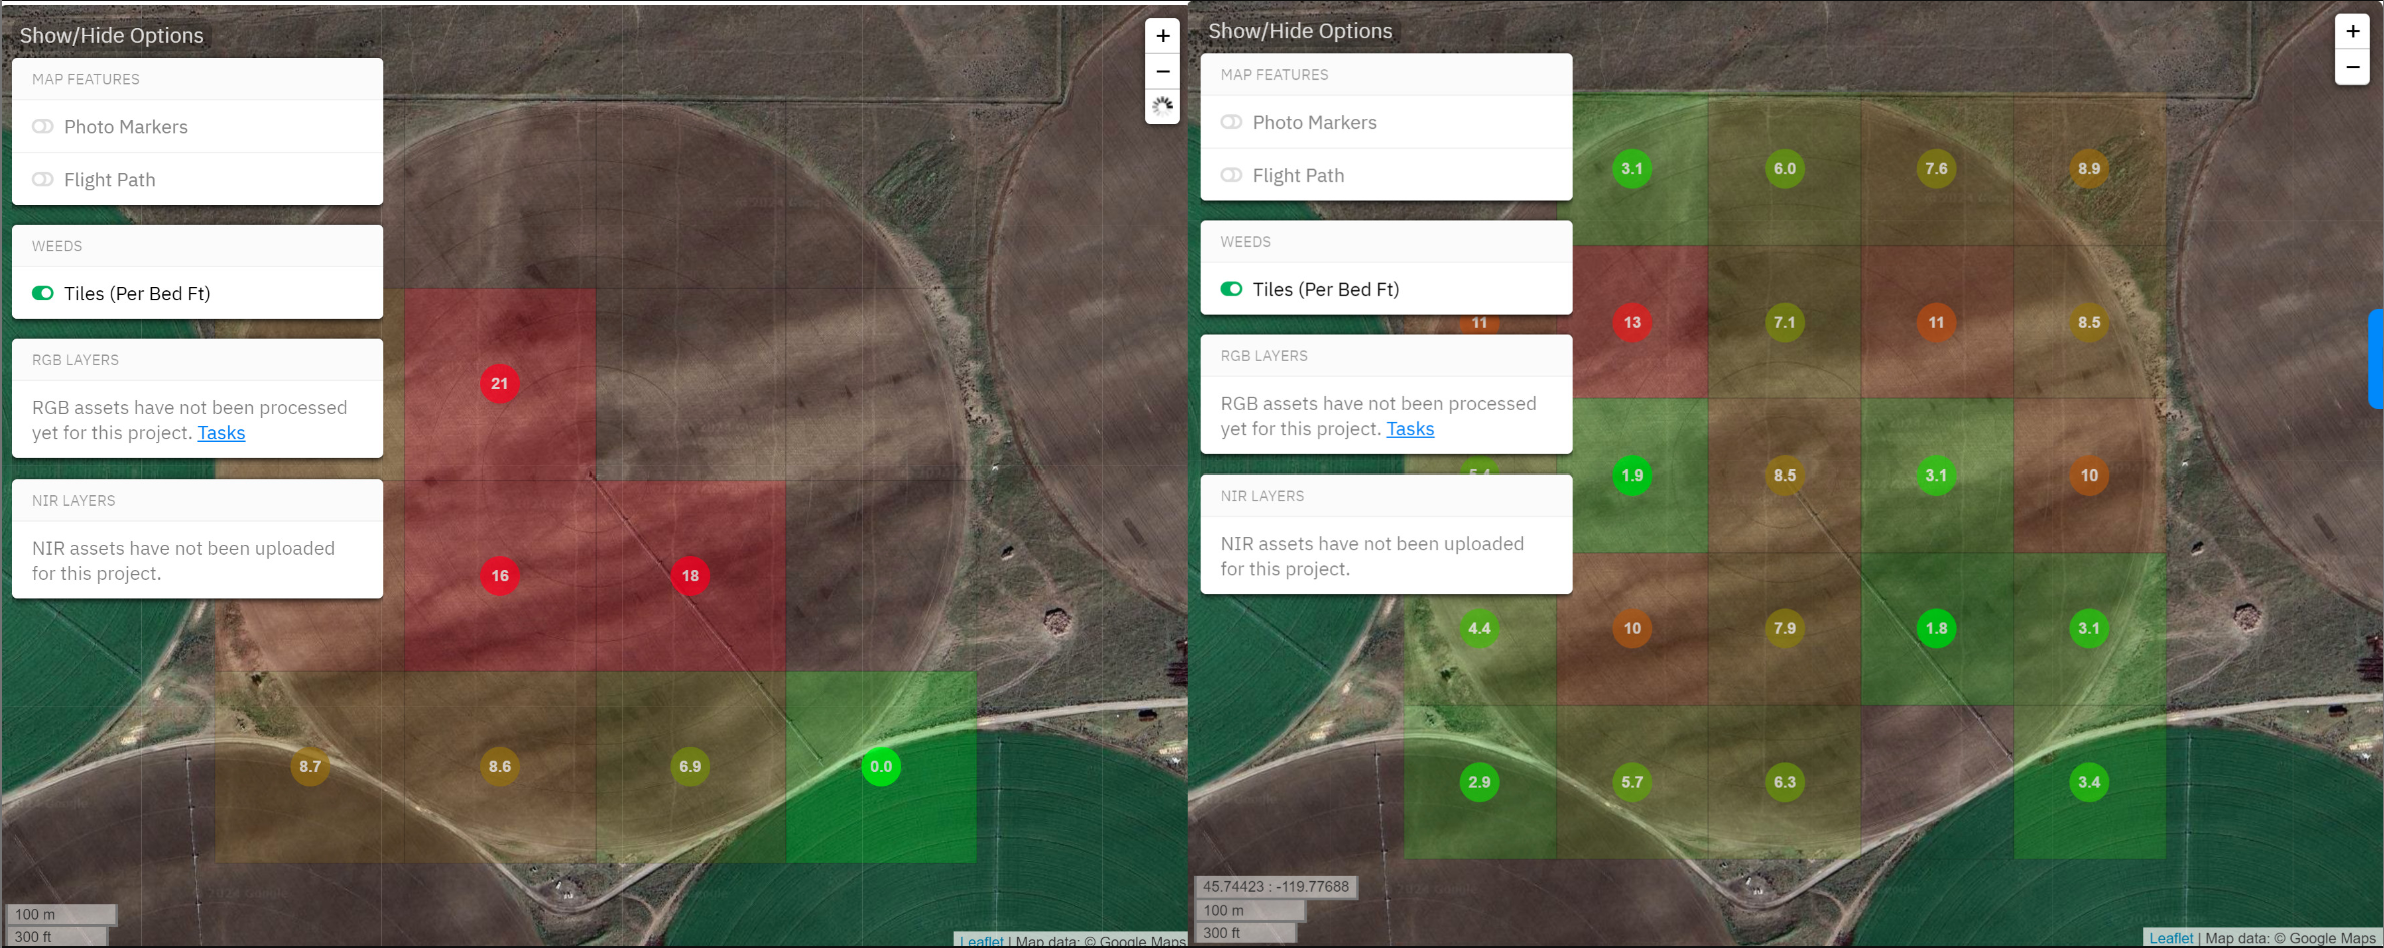 Show/Hide Options
MAP FEATURES
Photo Markers
Flight Path
WEEDS
Tiles (Per Bed Ft)
RGB LAYERS
RGB assets have not been processed
yet for this project. Tasks
NIR LAYERS
NIR assets have not been uploaded
for this project.
+
−
21
16
18
8.7
8.6
6.9
0.0
100 m
300 ft
Leaflet | Map data: © Google Maps
Show/Hide Options
MAP FEATURES
Photo Markers
Flight Path
WEEDS
Tiles (Per Bed Ft)
RGB LAYERS
RGB assets have not been processed
yet for this project. Tasks
NIR LAYERS
NIR assets have not been uploaded
for this project.
+
−
3.1
6.0
7.6
8.9
11
13
7.1
11
8.5
5.4
1.9
8.5
3.1
10
4.4
10
7.9
1.8
3.1
2.9
5.7
6.3
3.4
45.74423 : -119.77688
100 m
300 ft
Leaflet | Map data: © Google Maps